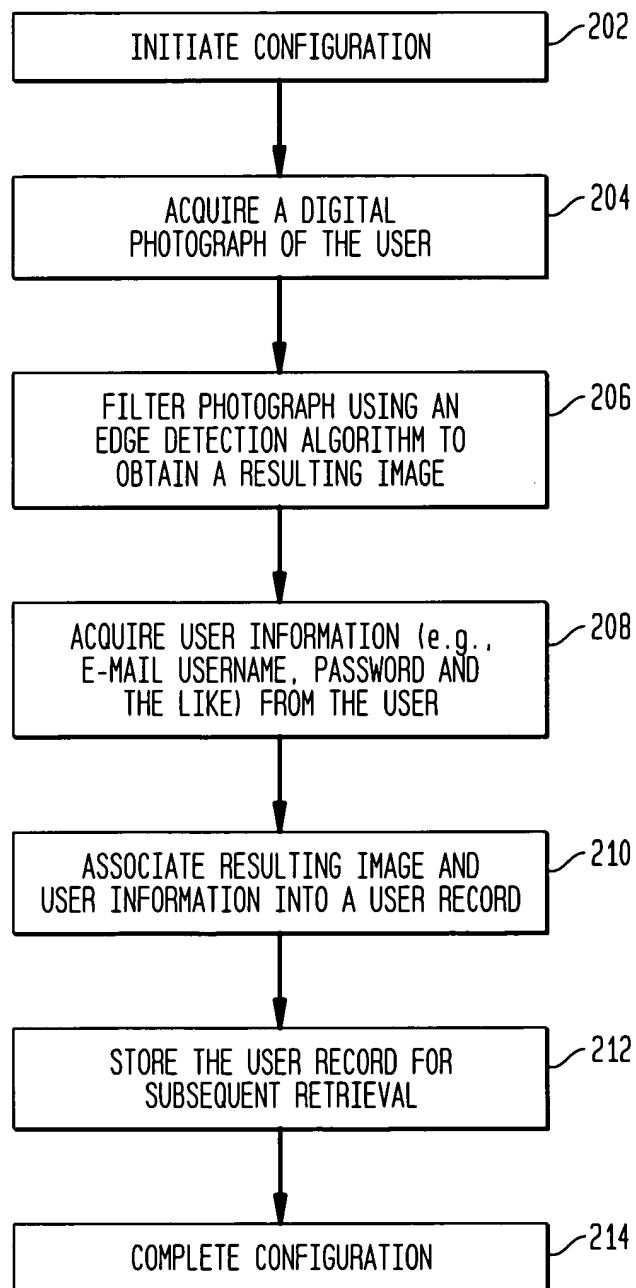 INITIATE CONFIGURATION
202
ACQUIRE A DIGITAL
PHOTOGRAPH OF THE USER
204
FILTER PHOTOGRAPH USING AN
EDGE DETECTION ALGORITHM TO
OBTAIN A RESULTING IMAGE
206
ACQUIRE USER INFORMATION (e.g.,
E-MAIL USERNAME, PASSWORD AND
THE LIKE) FROM THE USER
208
ASSOCIATE RESULTING IMAGE AND
USER INFORMATION INTO A USER RECORD
210
STORE THE USER RECORD FOR
SUBSEQUENT RETRIEVAL
212
COMPLETE CONFIGURATION
214